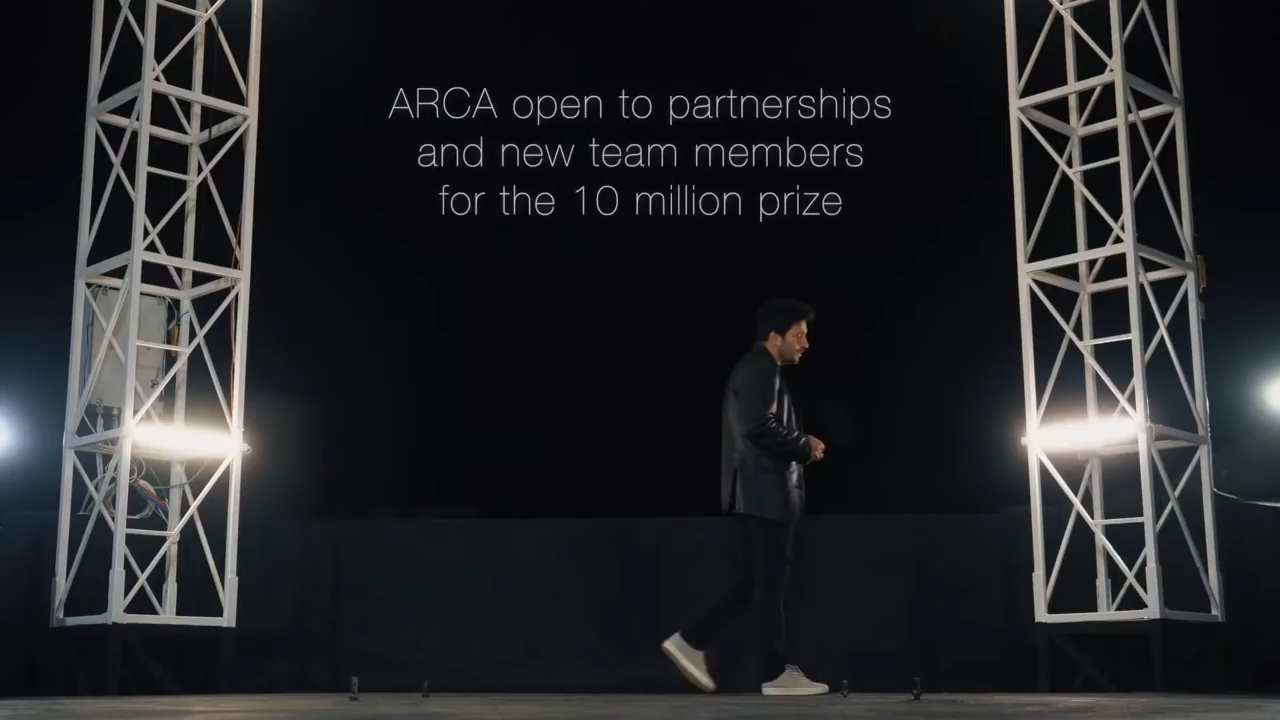 ARCA open to partnerships
and new team members
for the 10 million prize